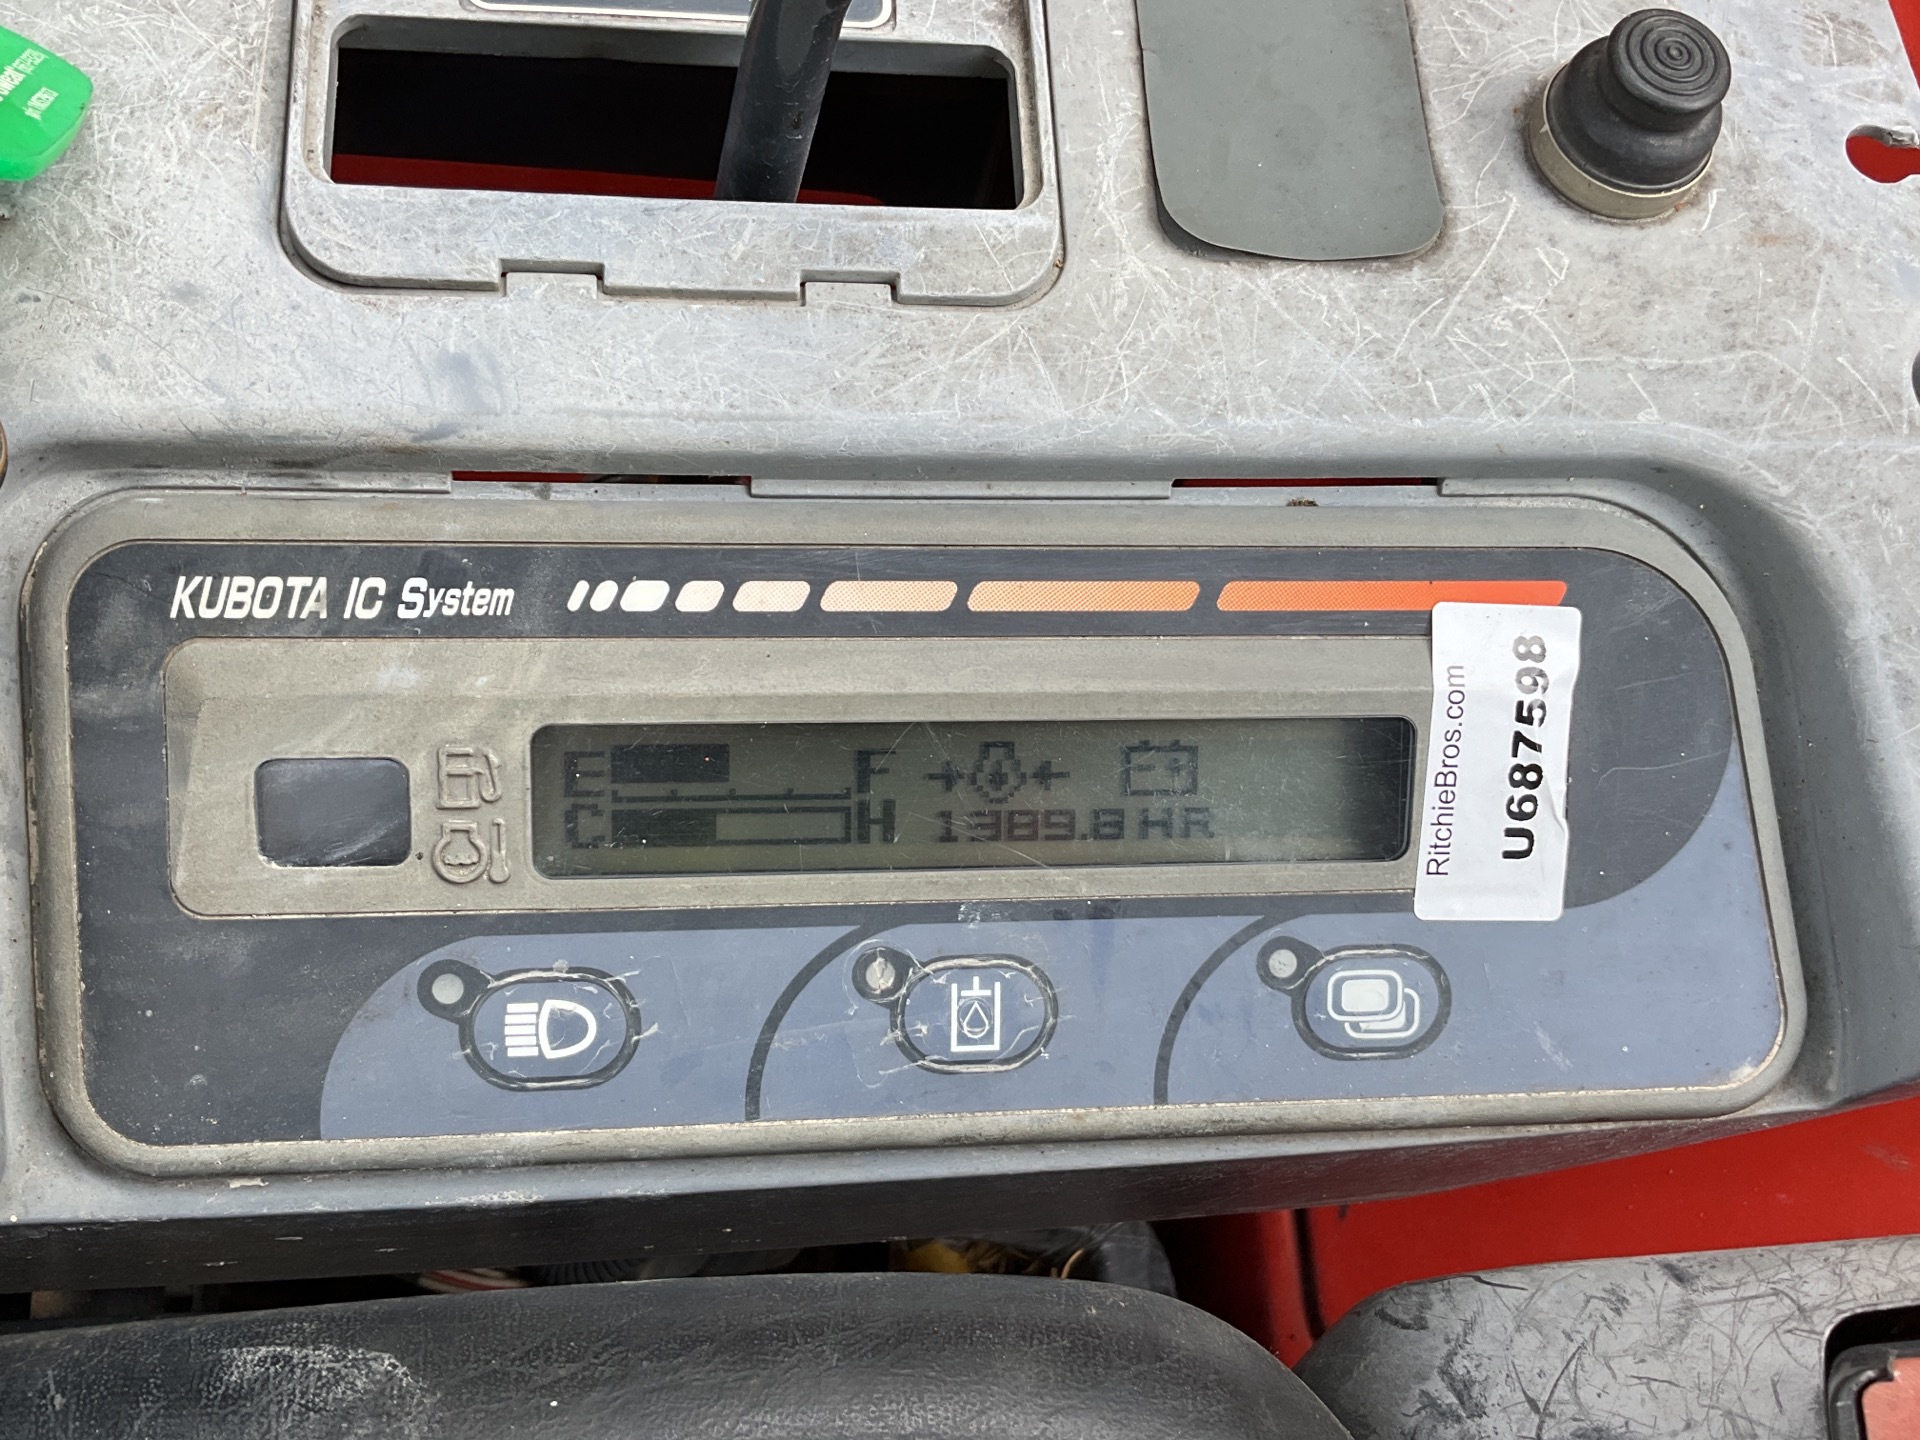 KUBOTA IC System
E F
C H 1389.8 HR
RitchieBros.com
U687598